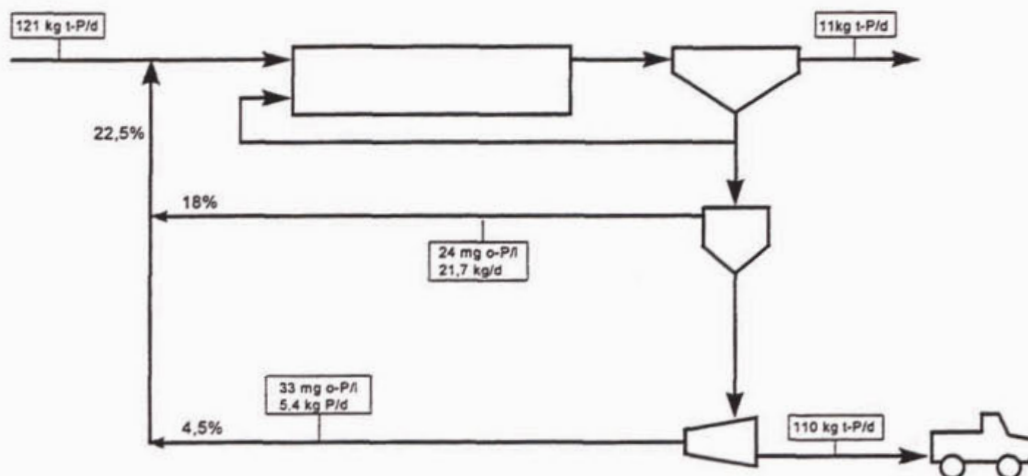 121 kg t-P/d
11kg t-P/d
22,5%
18%
24 mg o-P/l
21,7 kg/d
33 mg o-P/l
5,4 kg P/d
4,5%
110 kg t-P/d